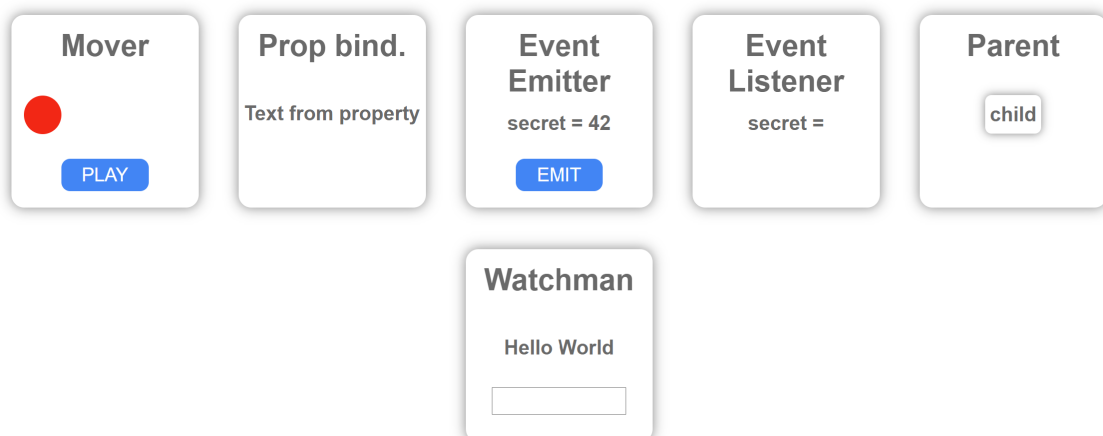 Mover
PLAY
Prop bind.
Text from property
Event
Emitter
secret = 42
EMIT
Event
Listener
secret =
Parent
child
Watchman
Hello World